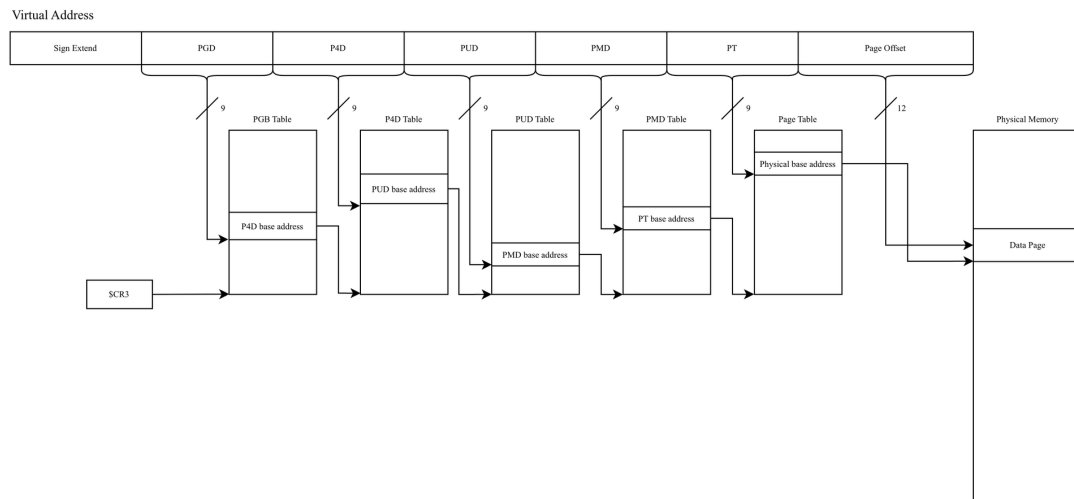 Virtual Address
Sign Extend
PGD
P4D
PUD
PMD
PT
Page Offset
9
9
9
9
9
12
PGB Table
P4D Table
PUD Table
PMD Table
Page Table
Physical Memory
Physical base address
PUD base address
P4D base address
PT base address
Data Page
PMD base address
$CR3